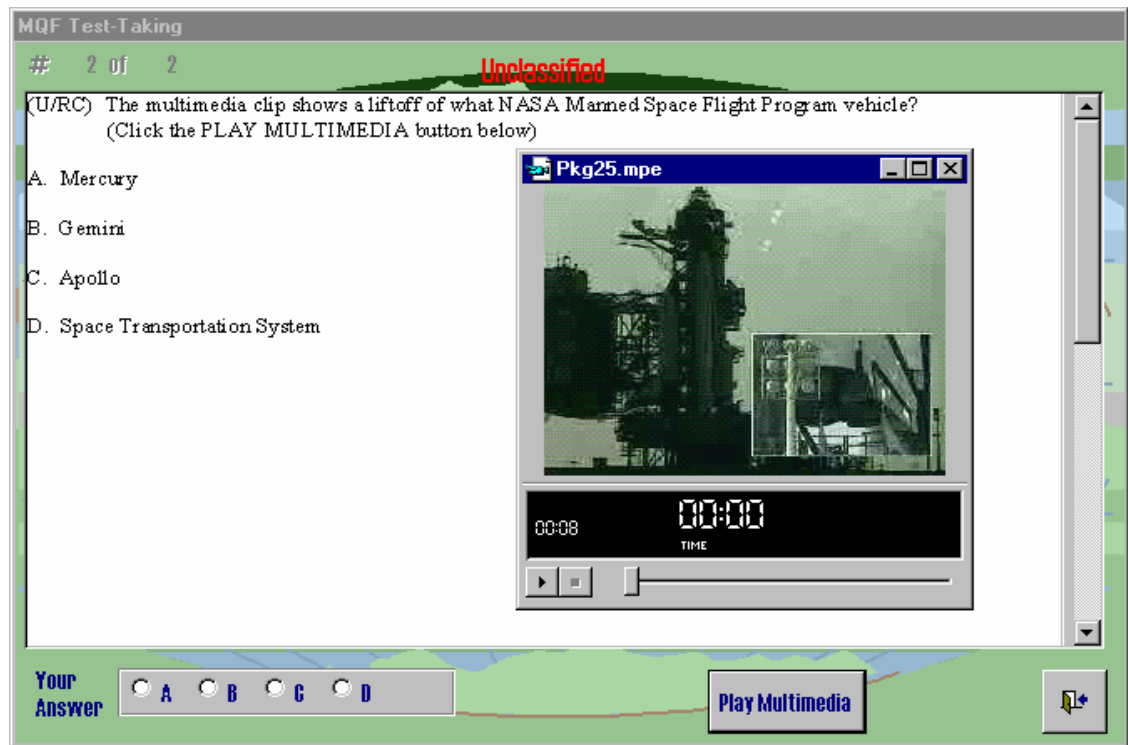 MQF Test-Taking
# 2 of 2
Unclassified
(U/RC) The multimedia clip shows a liftoff of what NASA Manned Space Flight Program vehicle?
(Click the PLAY MULTIMEDIA button below)
A. Mercury
B. Gemini
C. Apollo
D. Space Transportation System
Pkg25.mpe
00:08
00:00
TIME
Your
Answer
A B C D
Play Multimedia